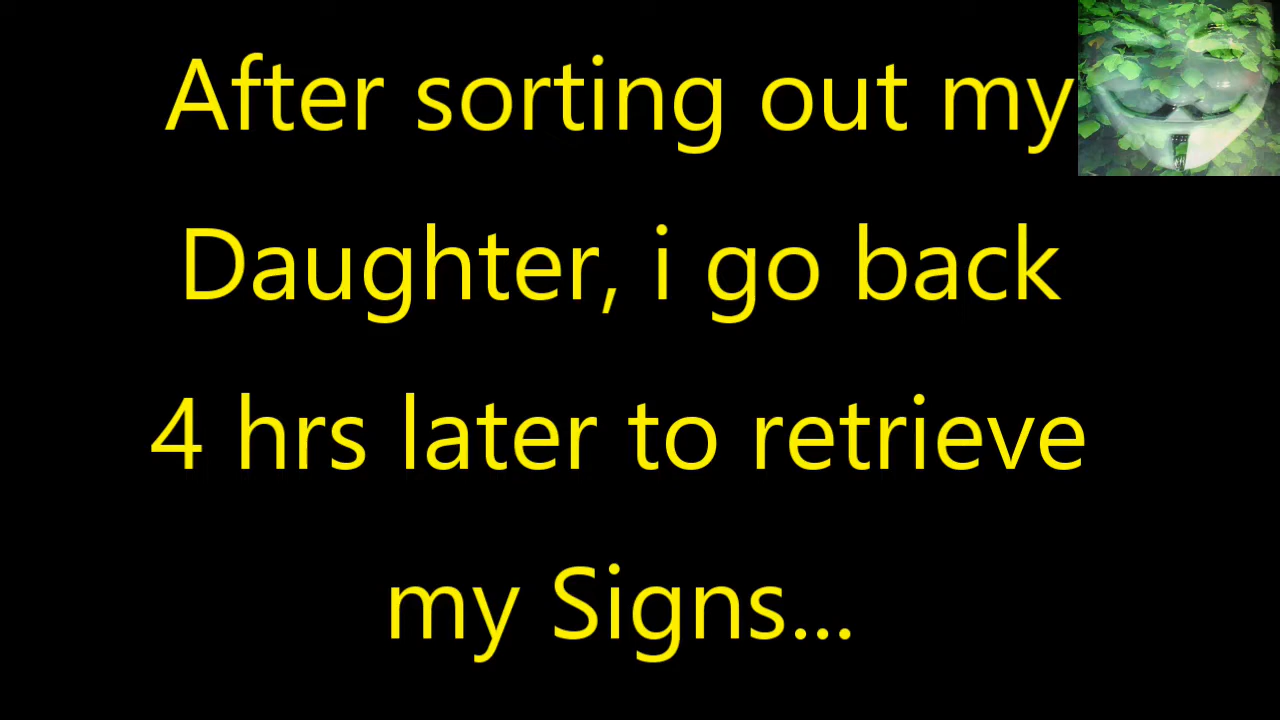 After sorting out my
Daughter, i go back
4 hrs later to retrieve
my Signs...